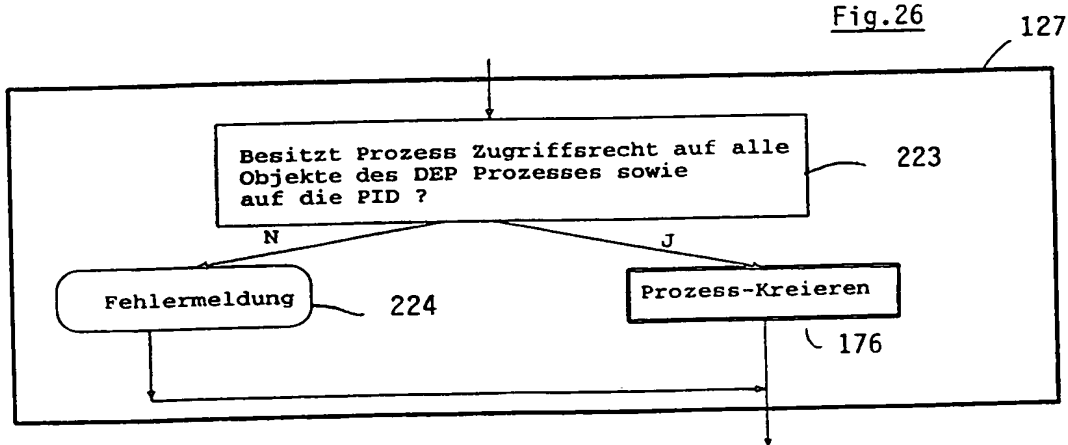 Fig.26
127
Besitzt Prozess Zugriffsrecht auf alle
Objekte des DEP Prozesses sowie
auf die PID ?
223
N
J
Fehlermeldung
224
Prozess-Kreieren
176